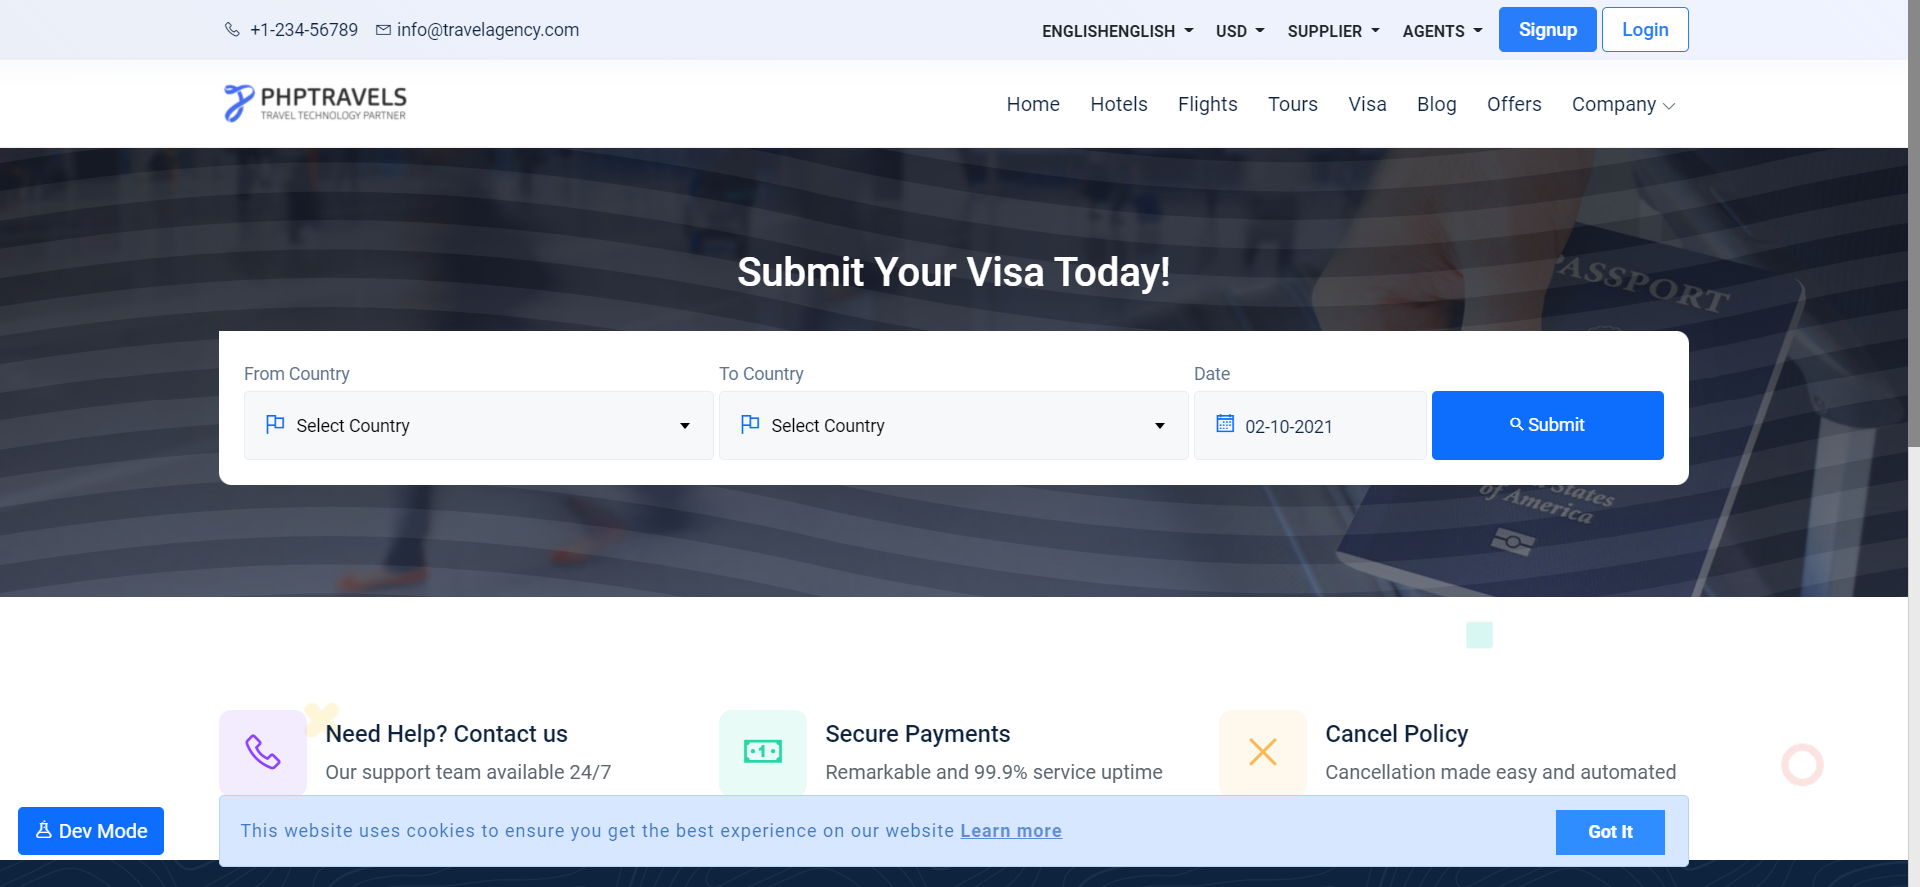 +1-234-56789 info@travelagency.com ENGLISHENGLISH USD SUPPLIER AGENTS Signup Login
PHPTRAVELS
TRAVEL TECHNOLOGY PARTNER
Home Hotels Flights Tours Visa Blog Offers Company
PASSPORT
Submit Your Visa Today!
From Country To Country Date
Select Country Select Country 02-10-2021 Submit
States
of America
Need Help? Contact us Secure Payments Cancel Policy
Our support team available 24/7 Remarkable and 99.9% service uptime Cancellation made easy and automated
Dev Mode This website uses cookies to ensure you get the best experience on our website Learn more Got It